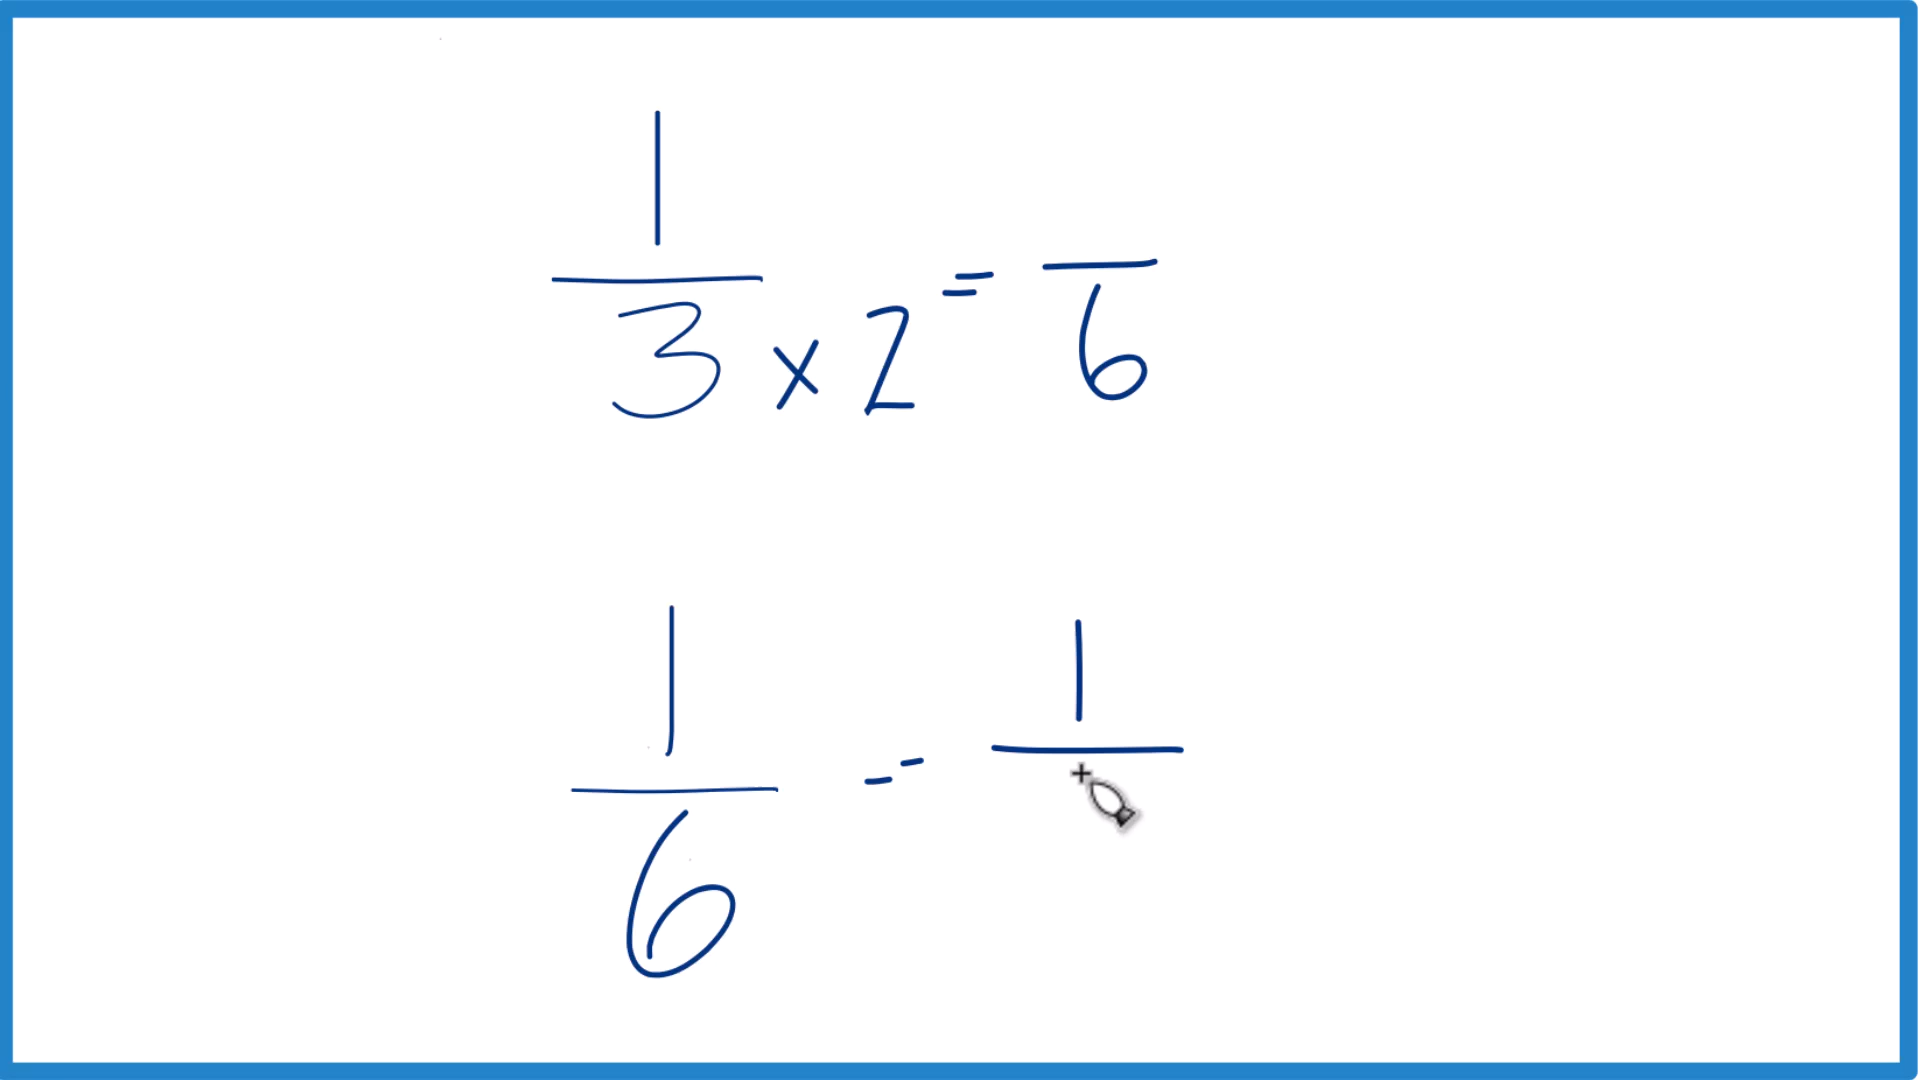 1
3 × 2 = 6
1 = 1
6